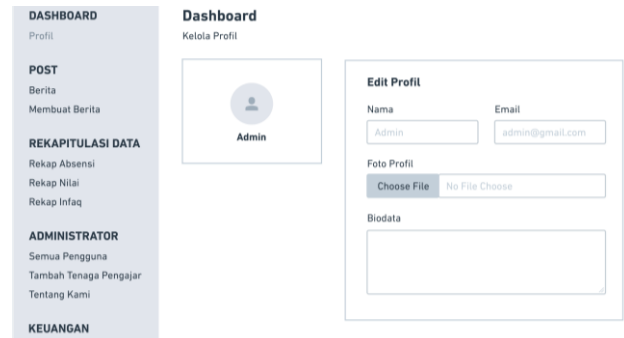 DASHBOARD
Profil
POST
Berita
Membuat Berita
REKAPITULASI DATA
Rekap Absensi
Rekap Nilai
Rekap Infaq
ADMINISTRATOR
Semua Pengguna
Tambah Tenaga Pengajar
Tentang Kami
KEUANGAN
Dashboard
Kelola Profil
Admin
Edit Profil
Nama Email
Admin admin@gmail.com
Foto Profil
Choose File No File Choose
Biodata